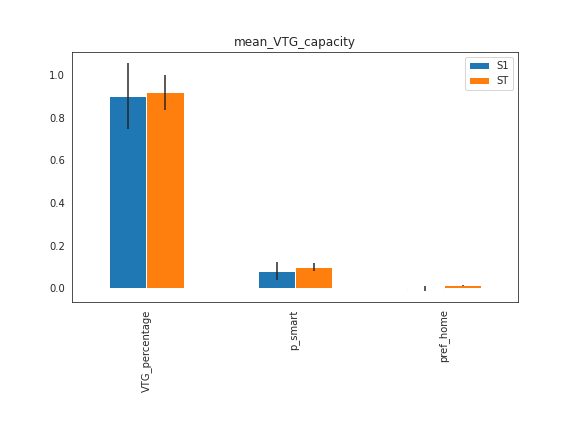 mean_VTG_capacity
S1
ST
1.0
0.8
0.6
0.4
0.2
0.0
VTG_percentage
p_smart
pref_home